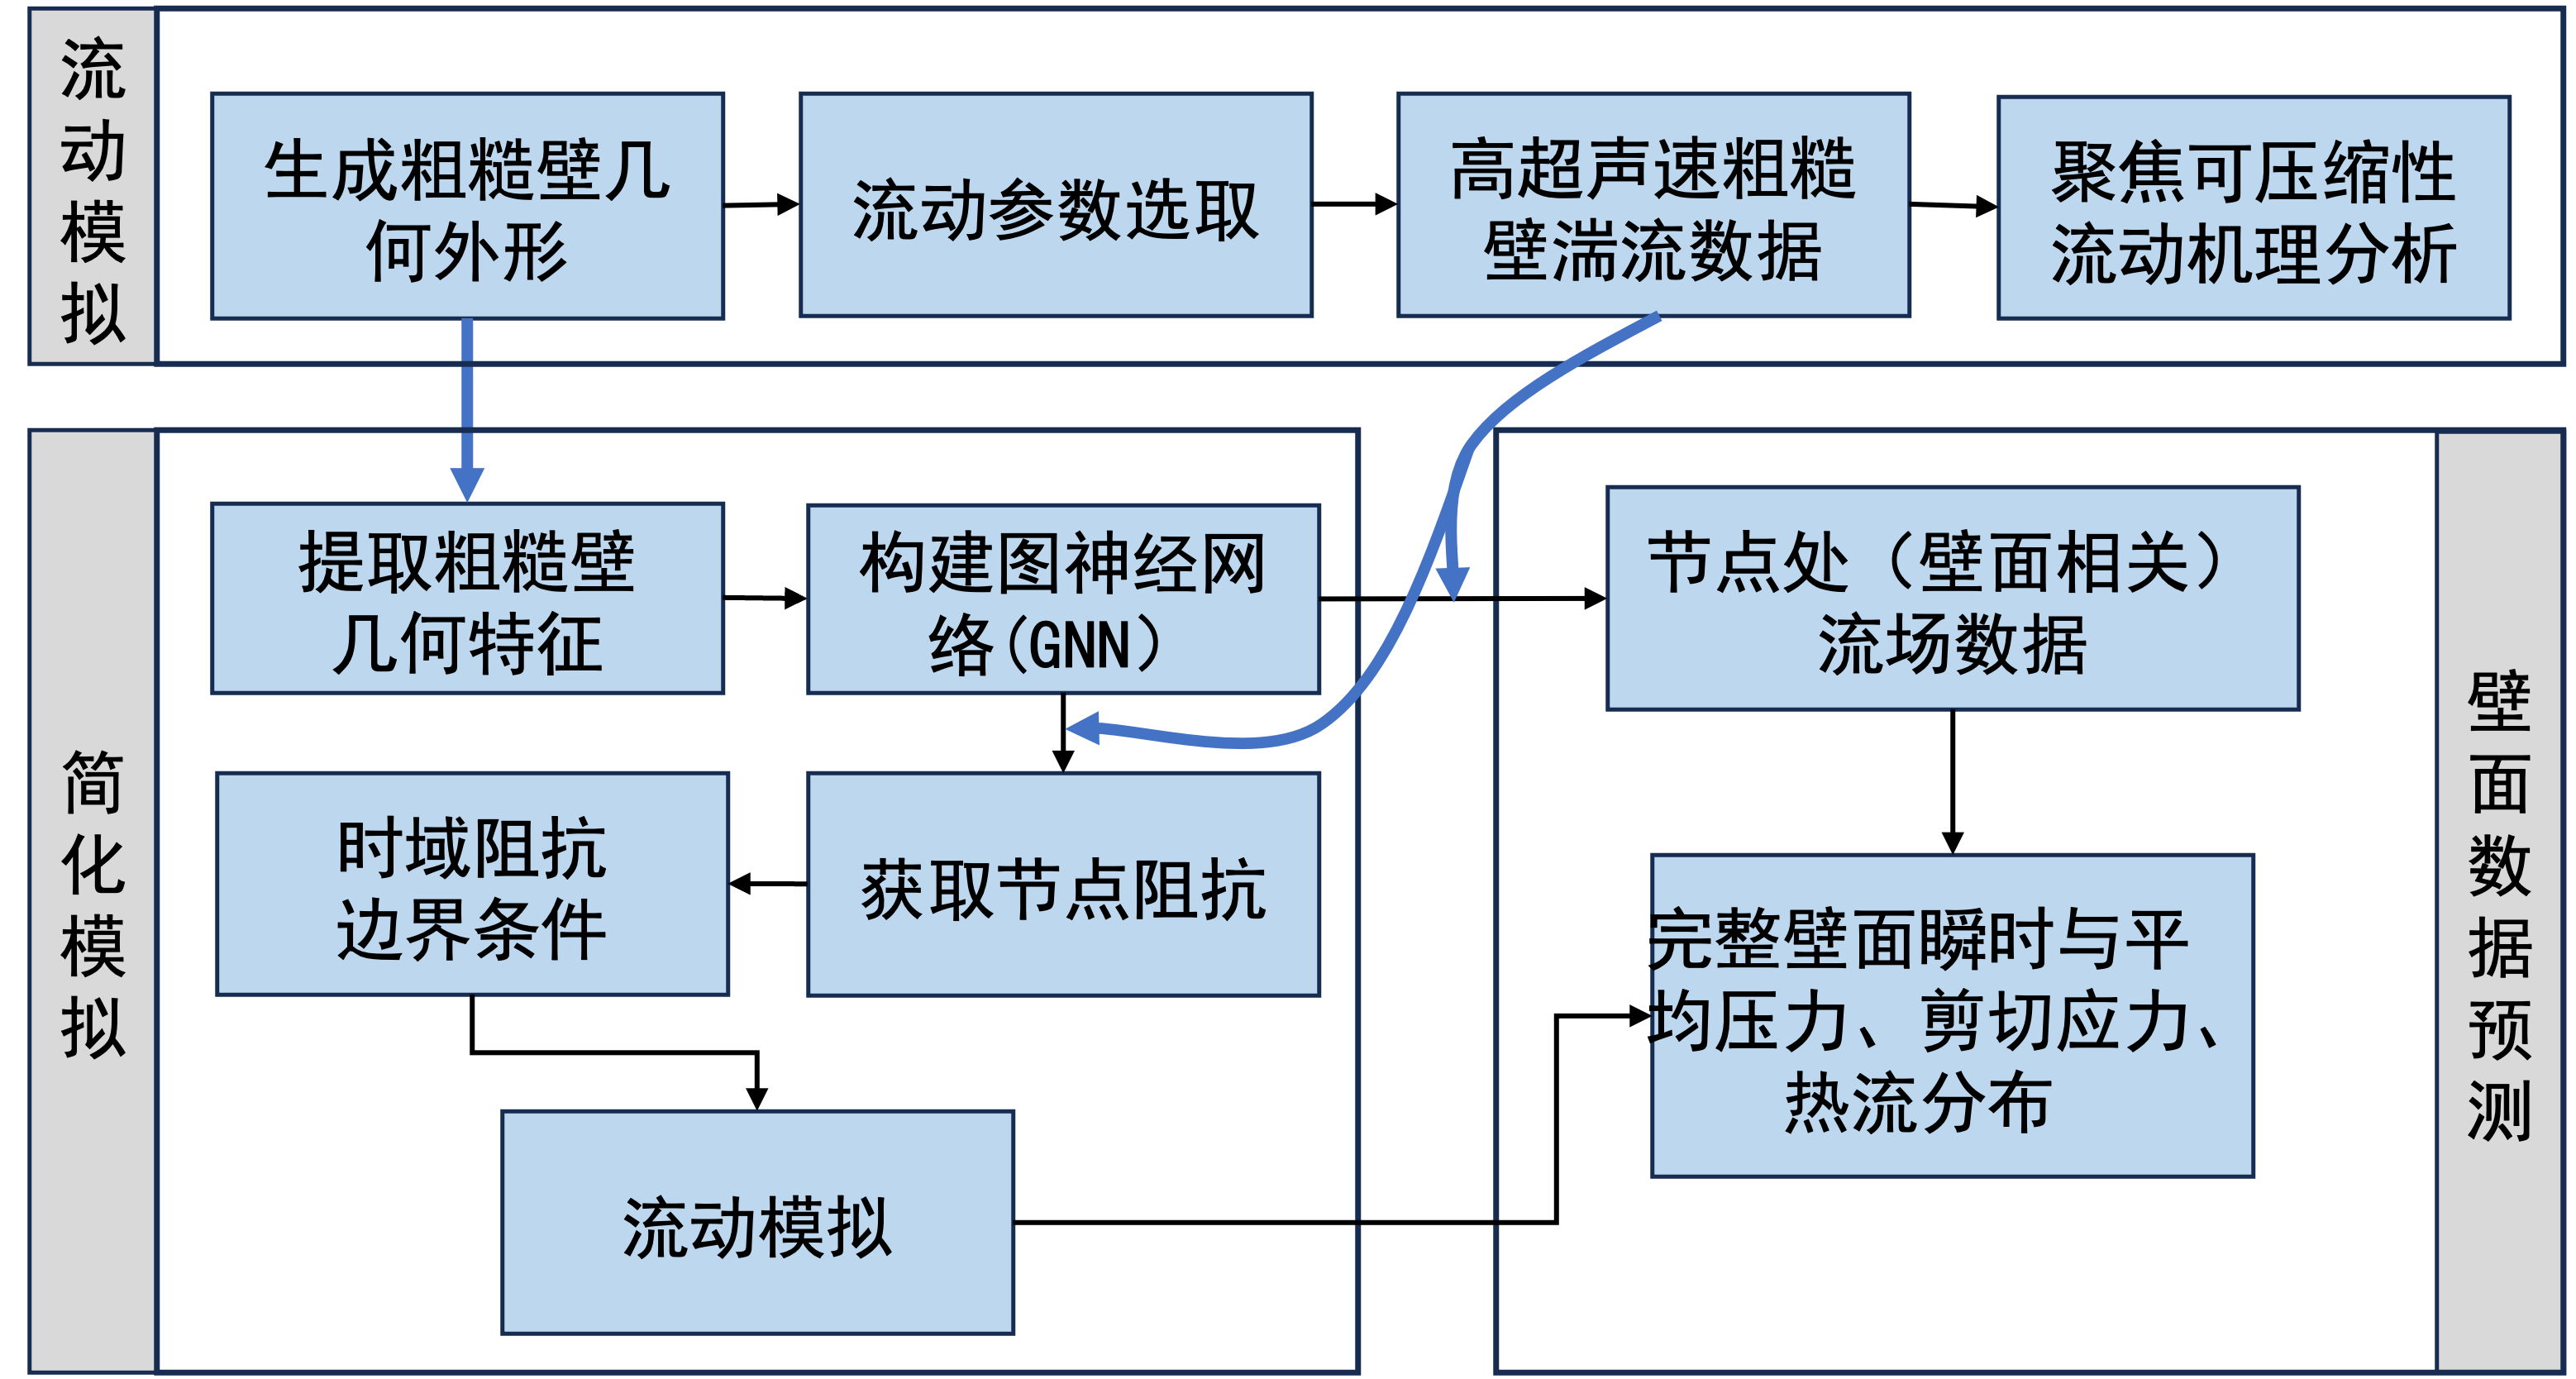 流动模拟
生成粗糙壁几
何外形
流动参数选取
高超声速粗糙
壁湍流数据
聚焦可压缩性
流动机理分析
简化模拟
提取粗糙壁
几何特征
构建图神经网
络(GNN）
时域阻抗
边界条件
获取节点阻抗
流动模拟
节点处（壁面相关）
流场数据
完整壁面瞬时与平
均压力、剪切应力、
热流分布
壁面数据预测